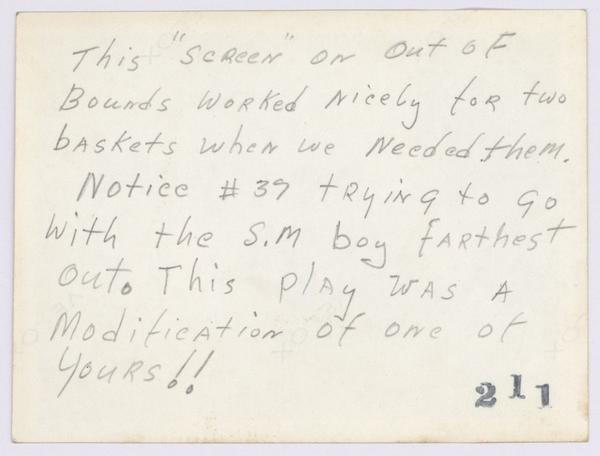 This "SCREEN" on Out of
Bounds Worked Nicely for two
baskets when we Needed them.
Notice # 39 trying to go
With the S.M boy farthest
Out. This play was a
Modification of one of
Yours!!
211